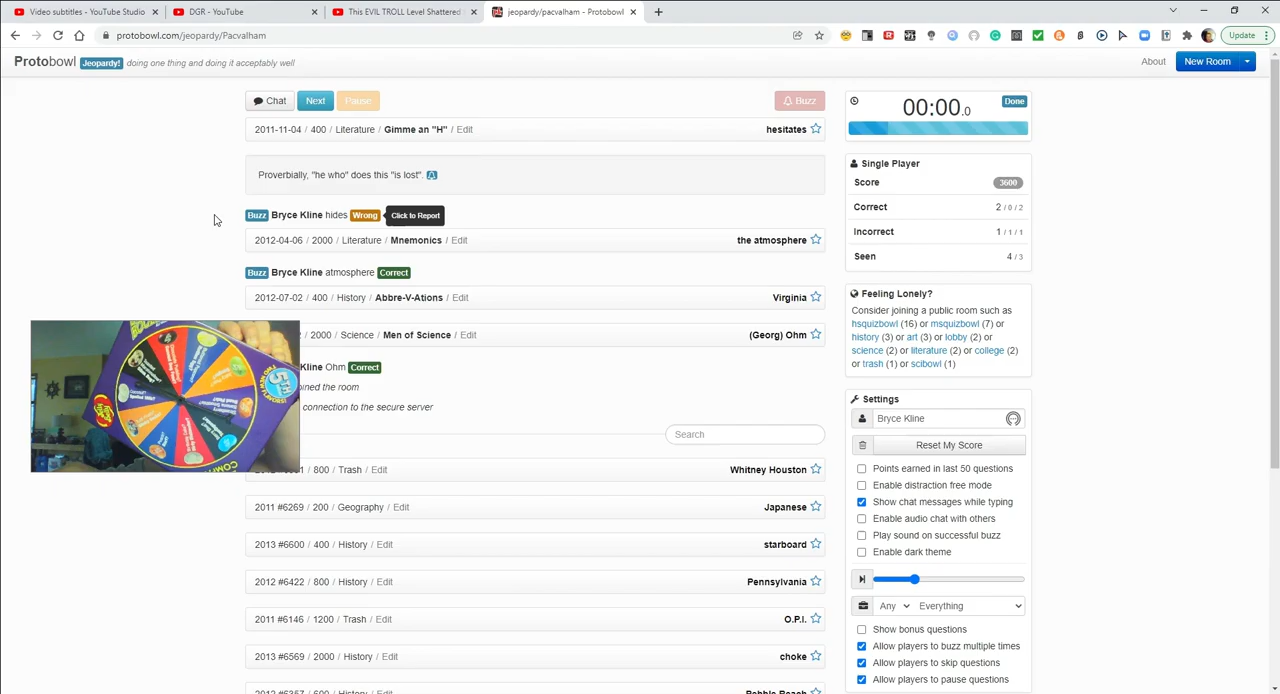 Video subtitles - YouTube Studio
DGR - YouTube
This EVIL TROLL Level Shattered
jeopardy/pacvalham - Protobowl
protobowl.com/jeopardy/Pacvalham
Update
Protobowl Jeopardy! doing one thing and doing it acceptably well
About
New Room
Chat
Next
Pause
Buzz
2011-11-04 / 400 / Literature / Gimme an "H" / Edit
hesitates
Proverbially, "he who" does this "is lost".
Buzz Bryce Kline hides Wrong Click to Report
2012-04-06 / 2000 / Literature / Mnemonics / Edit
the atmosphere
Buzz Bryce Kline atmosphere Correct
2012-07-02 / 400 / History / Abbre-V-Ations / Edit
Virginia
/ 2000 / Science / Men of Science / Edit
(Georg) Ohm
Kline Ohm Correct
ined the room
connection to the secure server
Search
/ 800 / Trash / Edit
Whitney Houston
2011 #6269 / 200 / Geography / Edit
Japanese
2013 #6600 / 400 / History / Edit
starboard
2012 #6422 / 800 / History / Edit
Pennsylvania
2011 #6146 / 1200 / Trash / Edit
O.P.I.
2013 #6569 / 2000 / History / Edit
choke
2012 #6357 / 600 / History / Edit
Pebble Beach
00:00.0
Done
Single Player
Score 3600
Correct 2 / 0 / 2
Incorrect 1 / 1 / 1
Seen 4 / 3
Feeling Lonely?
Consider joining a public room such as
hsquizbowl (16) or msquizbowl (7) or
history (3) or art (3) or lobby (2) or
science (2) or literature (2) or college (2)
or trash (1) or scibowl (1)
Settings
Bryce Kline
Reset My Score
Points earned in last 50 questions
Enable distraction free mode
Show chat messages while typing
Enable audio chat with others
Play sound on successful buzz
Enable dark theme
Any
Everything
Show bonus questions
Allow players to buzz multiple times
Allow players to skip questions
Allow players to pause questions